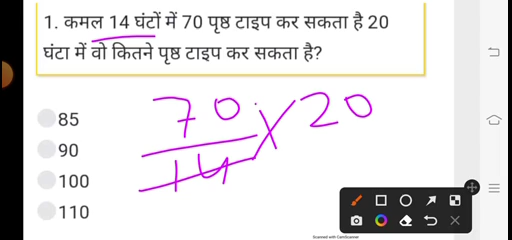 1. कमल 14 घंटों में 70 पृष्ठ टाइप कर सकता है 20
घंटा में वो कितने पृष्ठ टाइप कर सकता है?
70 × 20
14
85
90
100
110
Scanned with CamScanner